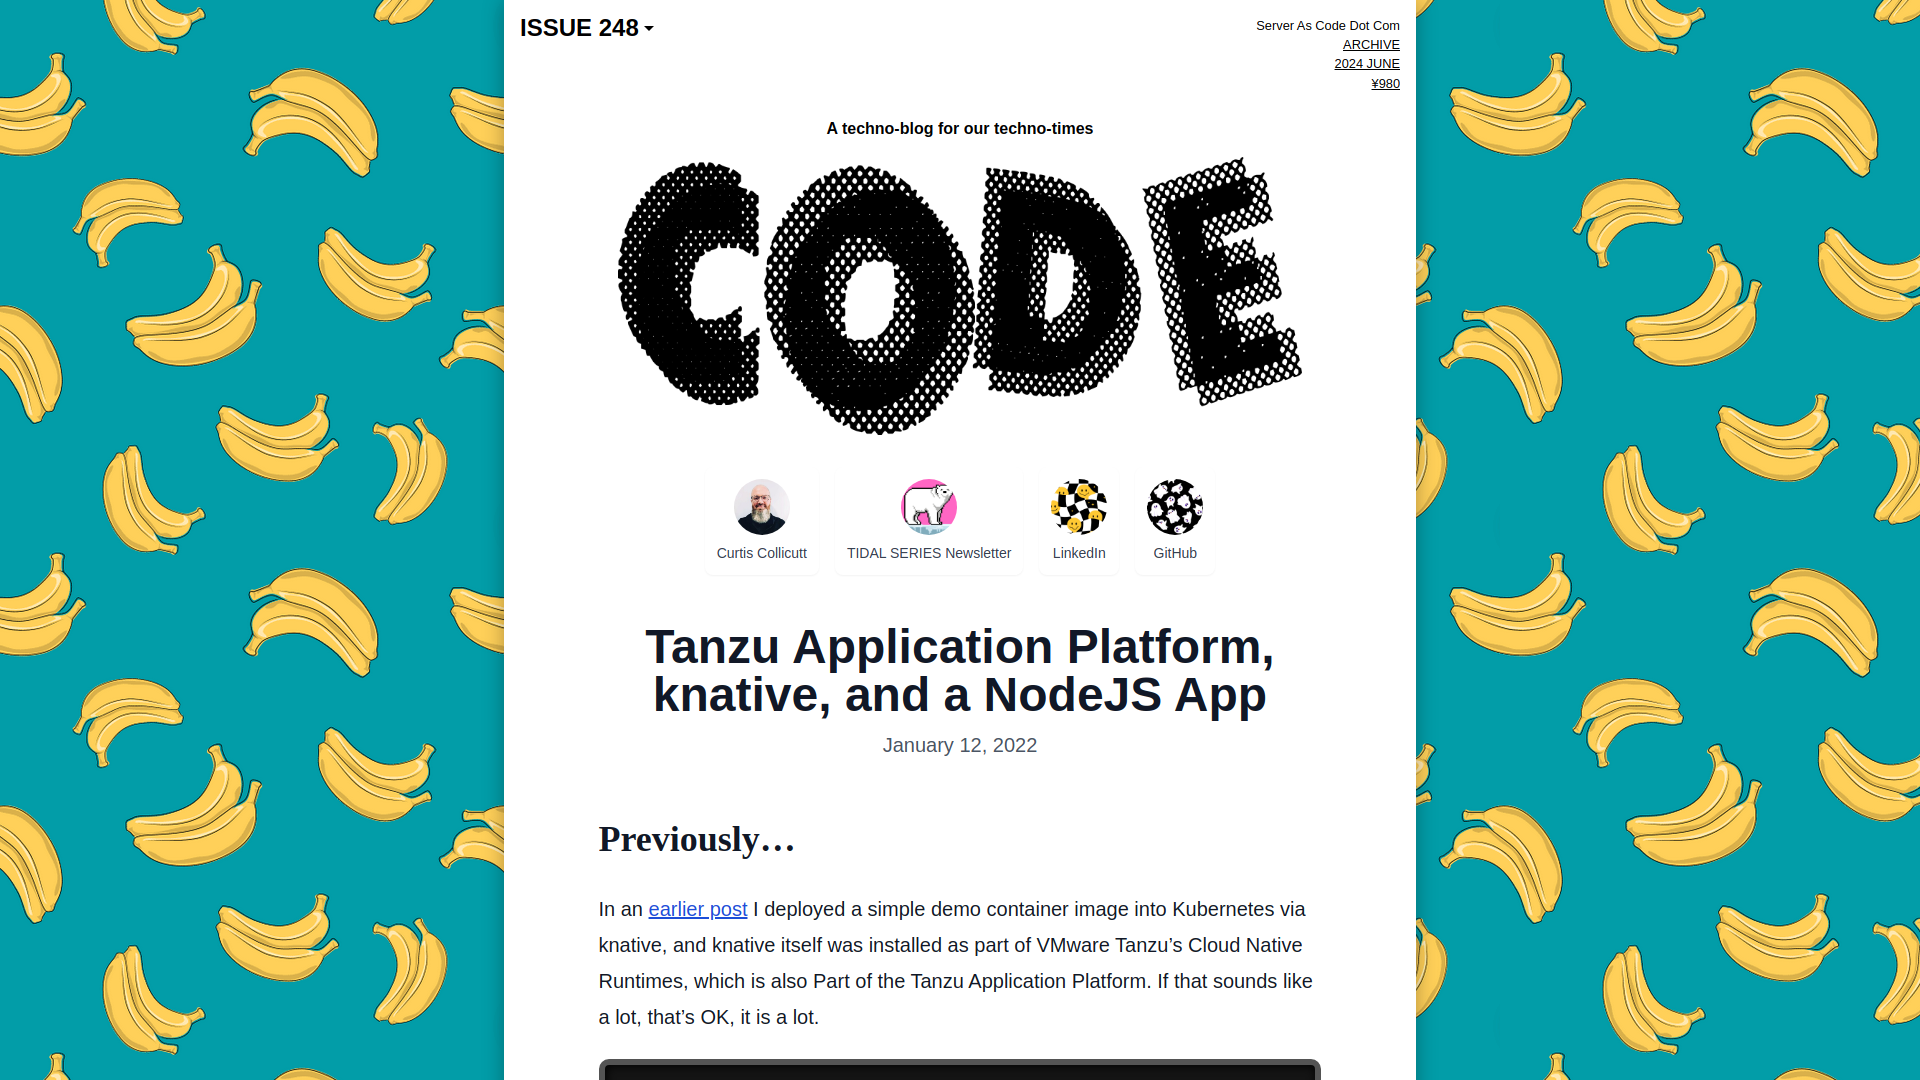 ISSUE 248
Server As Code Dot Com
ARCHIVE
2024 JUNE
¥980
A techno-blog for our techno-times
CODE
Curtis Collicutt
TIDAL SERIES Newsletter
LinkedIn
GitHub
Tanzu Application Platform,
knative, and a NodeJS App
January 12, 2022
Previously…
In an earlier post I deployed a simple demo container image into Kubernetes via
knative, and knative itself was installed as part of VMware Tanzu’s Cloud Native
Runtimes, which is also Part of the Tanzu Application Platform. If that sounds like
a lot, that’s OK, it is a lot.